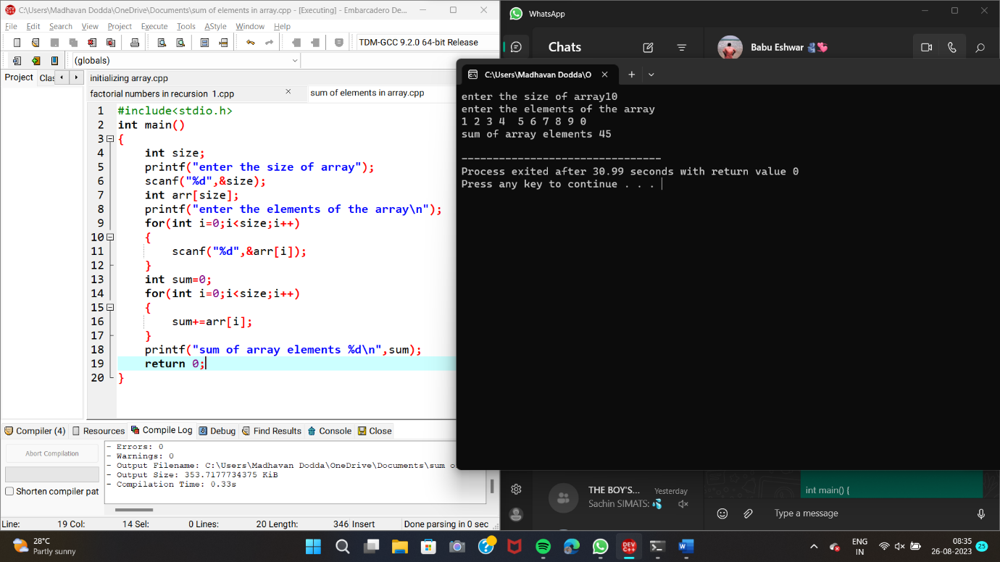 C:\Users\Madhavan Dodda\OneDrive\Documents\sum of elements in array.cpp - [Executing] - Embarcadero De...
File Edit Search View Project Execute Tools AStyle Window Help
TDM-GCC 9.2.0 64-bit Release
(globals)
Project Clas
initializing array.cpp
factorial numbers in recursion 1.cpp
sum of elements in array.cpp
1 #include<stdio.h>
2 int main()
3 {
4 int size;
5 printf("enter the size of array");
6 scanf("%d",&size);
7 int arr[size];
8 printf("enter the elements of the array\n");
9 for(int i=0;i<size;i++)
10 {
11 scanf("%d",&arr[i]);
12 }
13 int sum=0;
14 for(int i=0;i<size;i++)
15 {
16 sum+=arr[i];
17 }
18 printf("sum of array elements %d\n",sum);
19 return 0;
20 }
Compiler (4) Resources Compile Log Debug Find Results Console Close
Abort Compilation
Shorten compiler pat
- Errors: 0
- Warnings: 0
- Output Filename: C:\Users\Madhavan Dodda\OneDrive\Documents\sum o
- Output Size: 353.7177734375 KiB
- Compilation Time: 0.33s
Line: 19 Col: 14 Sel: 0 Lines: 20 Length: 346 Insert Done parsing in 0 sec
WhatsApp
Chats
Babu Eshwar
C:\Users\Madhavan Dodda\O
enter the size of array10
enter the elements of the array
1 2 3 4  5 6 7 8 9 0
sum of array elements 45
--------------------------------
Process exited after 30.99 seconds with return value 0
Press any key to continue . . .
THE BOY'S... Yesterday
Sachin SIMATS:
int main() {
Type a message
28°C
Partly sunny
DEV C++
ENG
IN
08:35
26-08-2023
25